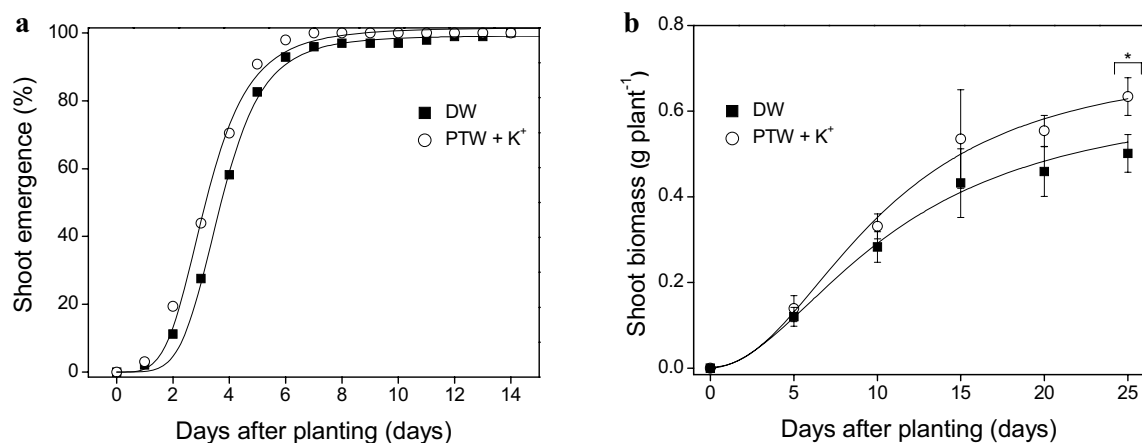 a
Shoot emergence (%)
100
80
60
40
20
0
DW
PTW + K⁺
0 2 4 6 8 10 12 14
Days after planting (days)
b
Shoot biomass (g plant⁻¹)
0.8
0.6
0.4
0.2
0.0
*
DW
PTW + K⁺
0 5 10 15 20 25
Days after planting (days)